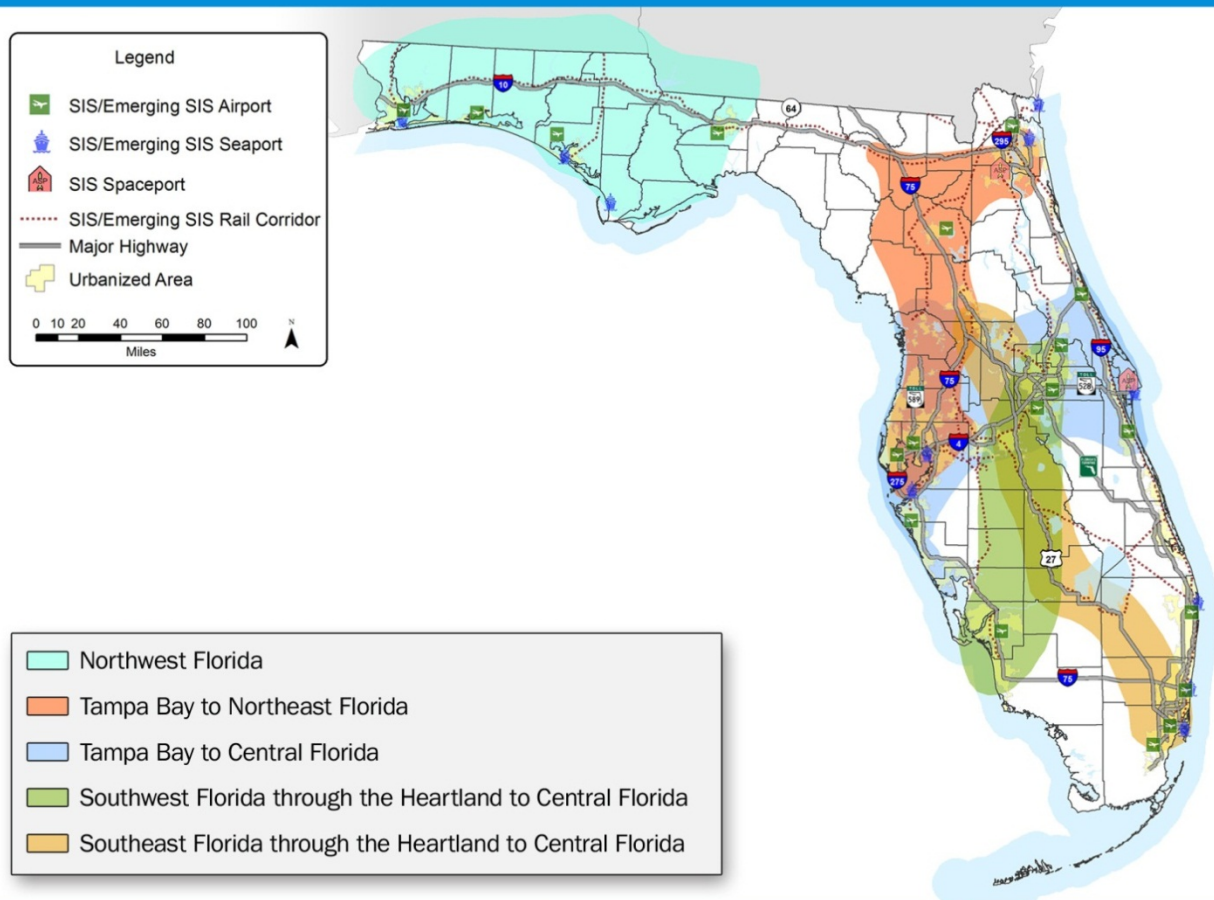 Legend
SIS/Emerging SIS Airport
SIS/Emerging SIS Seaport
SIS Spaceport
SIS/Emerging SIS Rail Corridor
Major Highway
Urbanized Area
0 10 20 40 60 80 100
Miles
N
10
64
295
75
95
75
TOLL
589
TOLL
528
4
275
27
75
Northwest Florida
Tampa Bay to Northeast Florida
Tampa Bay to Central Florida
Southwest Florida through the Heartland to Central Florida
Southeast Florida through the Heartland to Central Florida